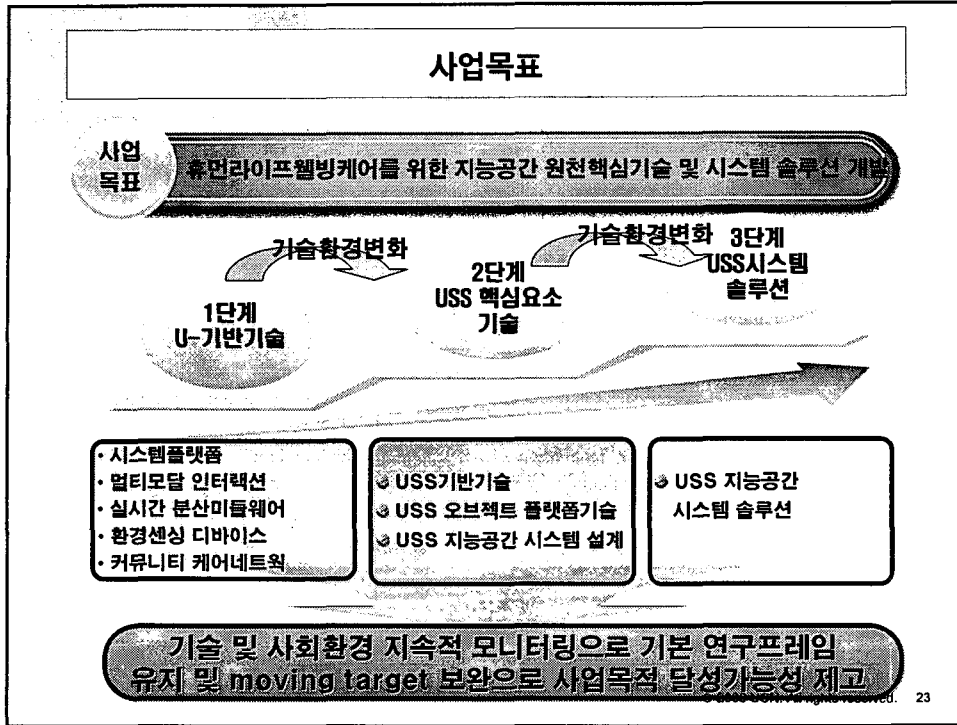 사업목표
사업
목표
휴먼라이프웰빙케어를 위한 지능공간 원천핵심기술 및 시스템 솔루션 개발
기술환경변화
기술환경변화
1단계
U-기반기술
2단계
USS 핵심요소
기술
3단계
USS시스템
솔루션
• 시스템플랫폼
• 멀티모달 인터랙션
• 실시간 분산미들웨어
• 환경센싱 디바이스
• 커뮤니티 케어네트웍
USS기반기술
USS 오브젝트 플랫폼기술
USS 지능공간 시스템 설계
USS 지능공간
시스템 솔루션
기술 및 사회환경 지속적 모니터링으로 기본 연구프레임
유지 및 moving target 보완으로 사업목적 달성가능성 제고
rights reserved. 23